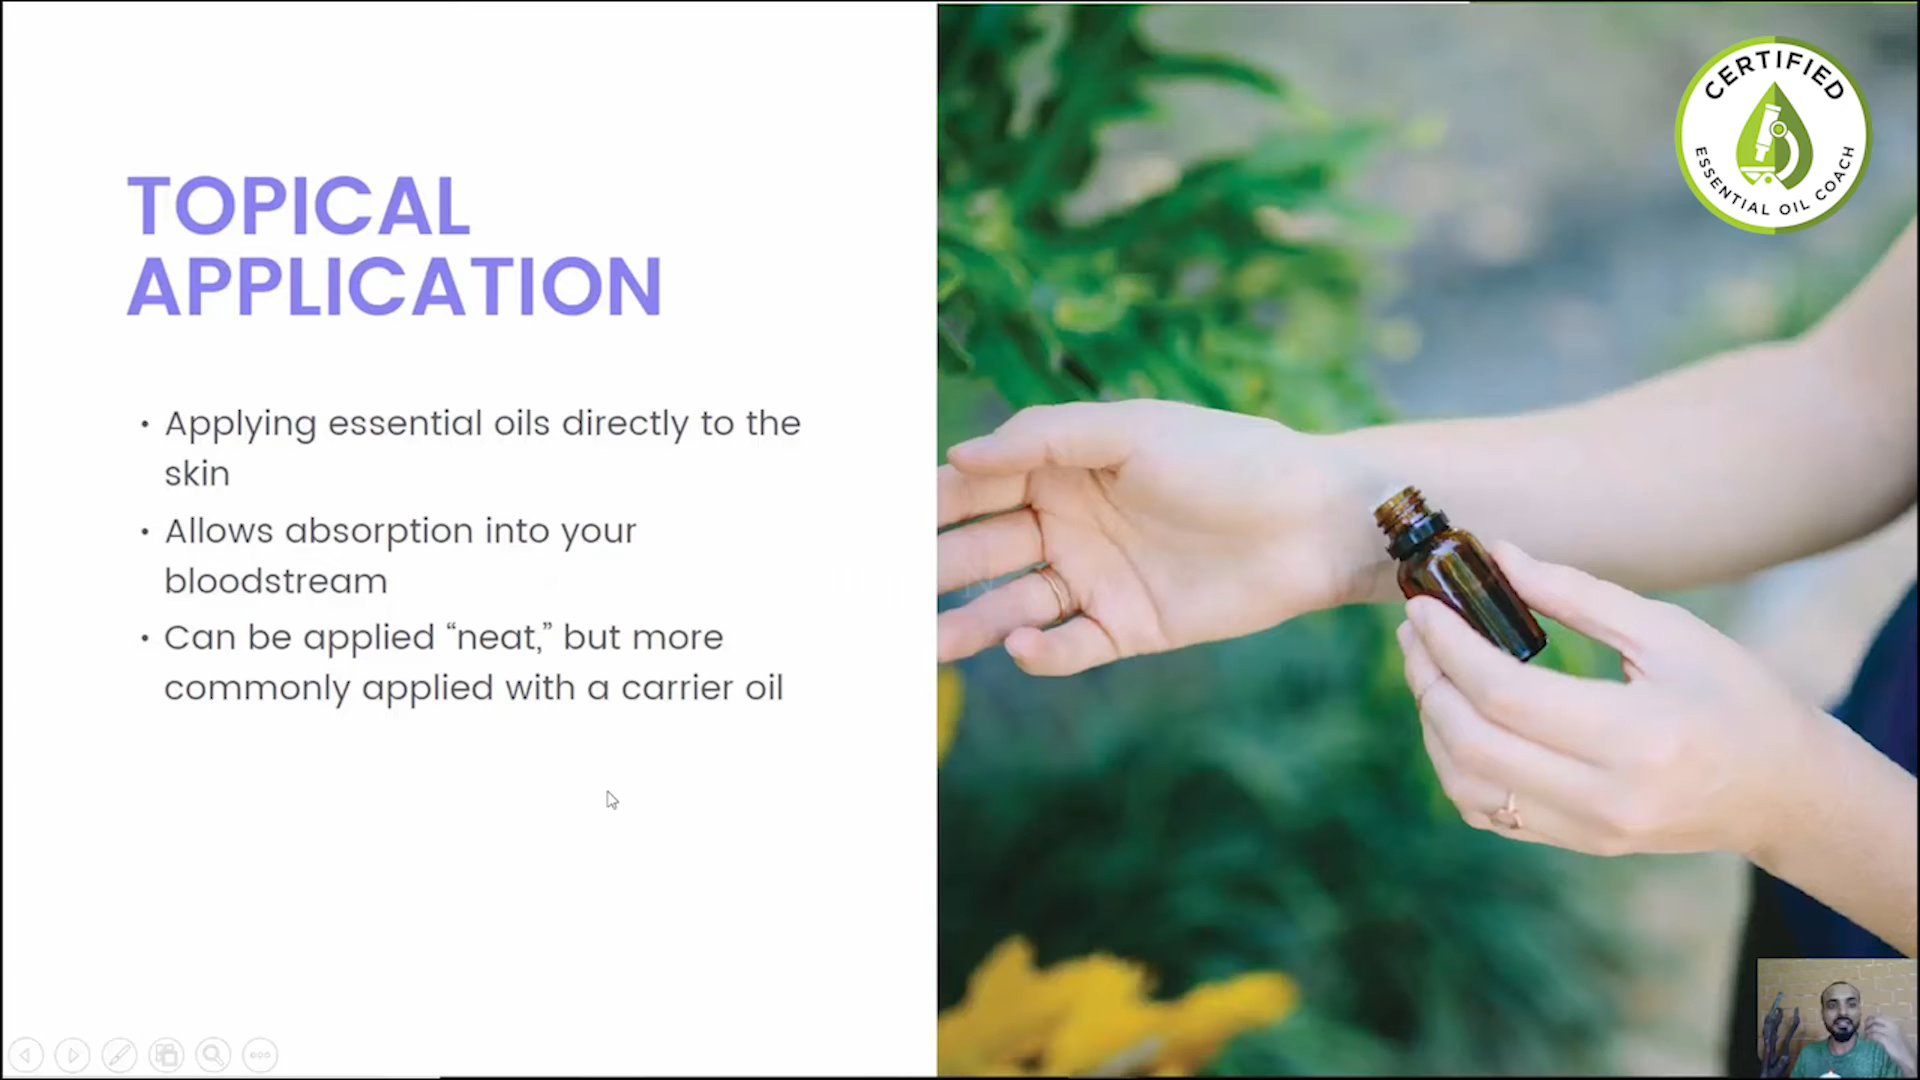 CERTIFIED
ESSENTIAL OIL COACH
TOPICAL
APPLICATION
• Applying essential oils directly to the
skin
• Allows absorption into your
bloodstream
• Can be applied “neat,” but more
commonly applied with a carrier oil